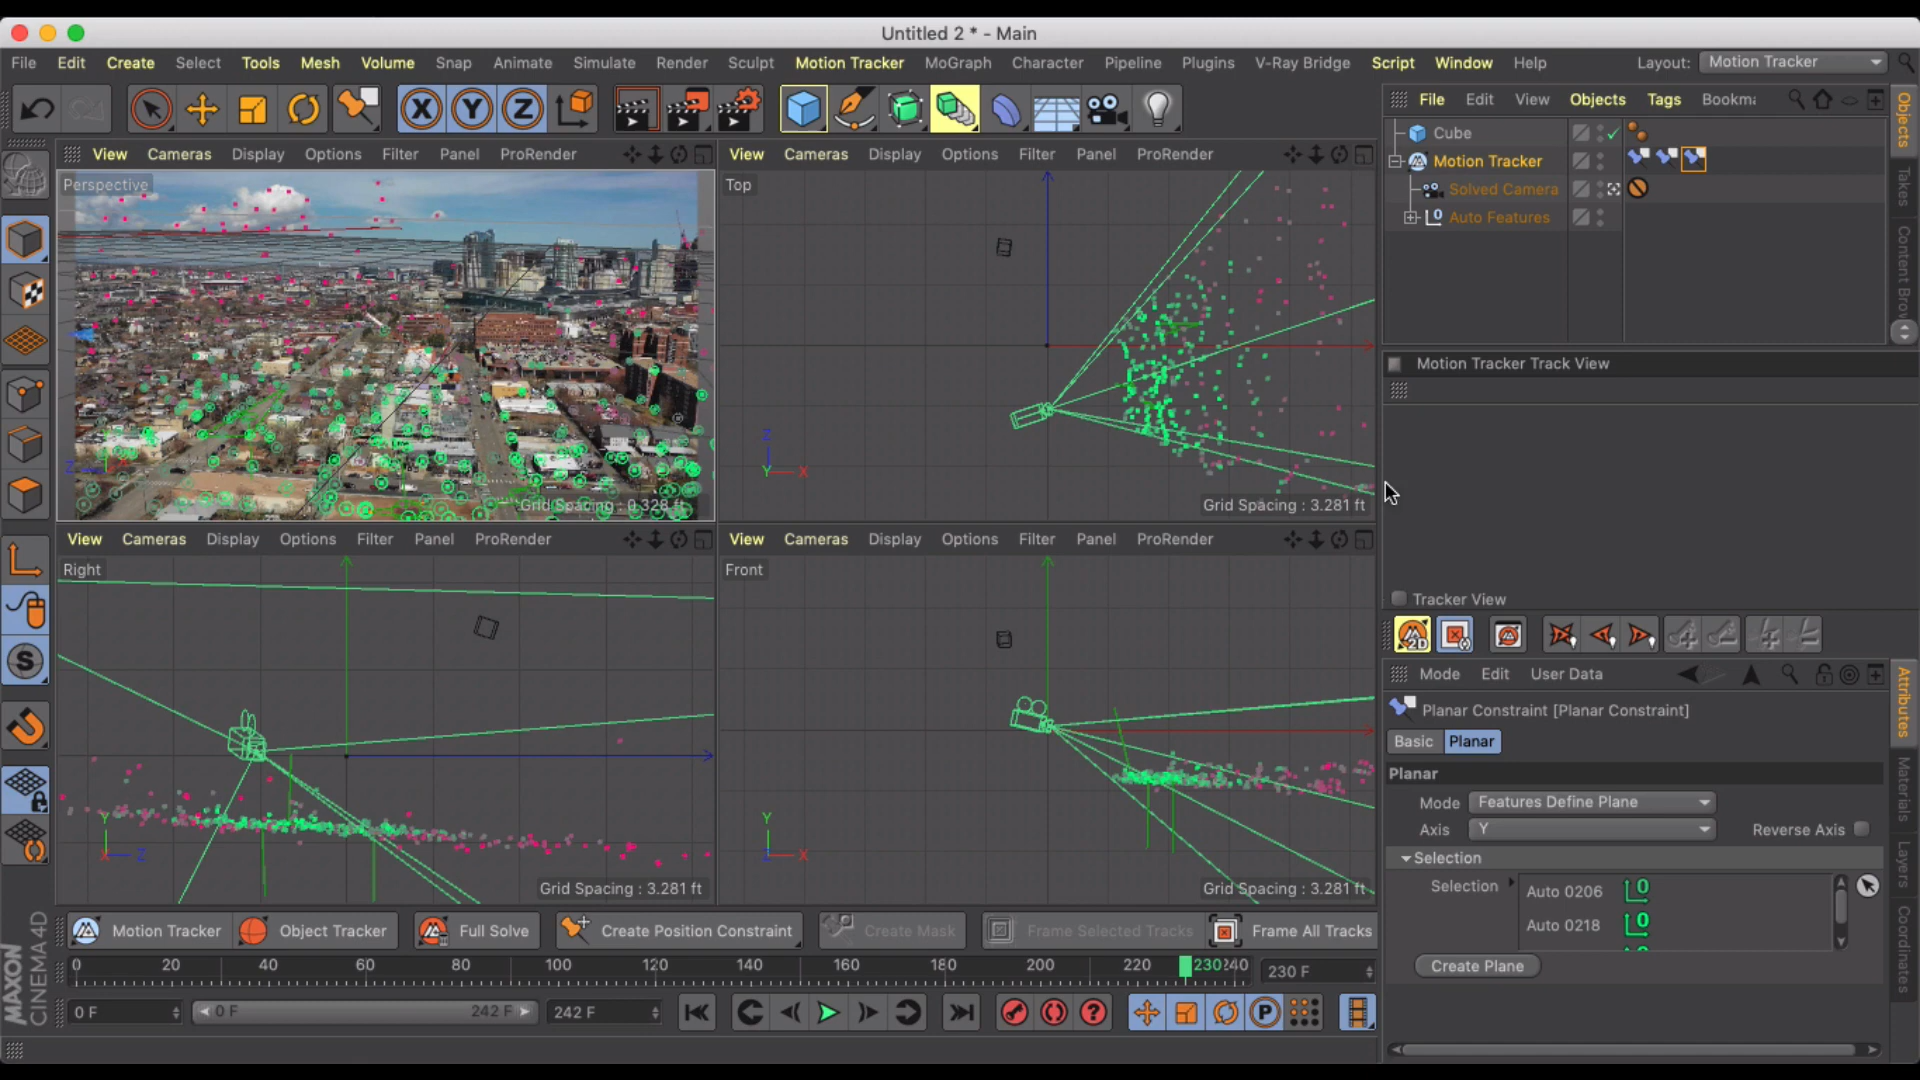 Untitled 2 * - Main
File Edit Create Select Tools Mesh Volume Snap Animate Simulate Render Sculpt Motion Tracker MoGraph Character Pipeline Plugins V-Ray Bridge Script Window Help Layout: Motion Tracker
X Y Z
File Edit View Objects Tags Bookma
Objects
Takes
Content Brow
Cube
Motion Tracker
Solved Camera
Auto Features
View Cameras Display Options Filter Panel ProRender
Perspective
Grid Spacing : 0.328 ft
View Cameras Display Options Filter Panel ProRender
Top
Z
Y X
Grid Spacing : 3.281 ft
Motion Tracker Track View
Tracker View
2D
View Cameras Display Options Filter Panel ProRender
Right
Y
X Z
Grid Spacing : 3.281 ft
View Cameras Display Options Filter Panel ProRender
Front
Y
Z X
Grid Spacing : 3.281 ft
Mode Edit User Data
Planar Constraint [Planar Constraint]
Basic Planar
Planar
Mode Features Define Plane
Axis Y Reverse Axis
Selection
Selection Auto 0206
Auto 0218
Create Plane
Attributes
Materials
Layers
Coordinates
Motion Tracker Object Tracker Full Solve Create Position Constraint Create Mask Frame Selected Tracks Frame All Tracks
0 20 40 60 80 100 120 140 160 180 200 220 230 240 230 F
0 F 0 F 242 F 242 F
P
MAXON
CINEMA 4D